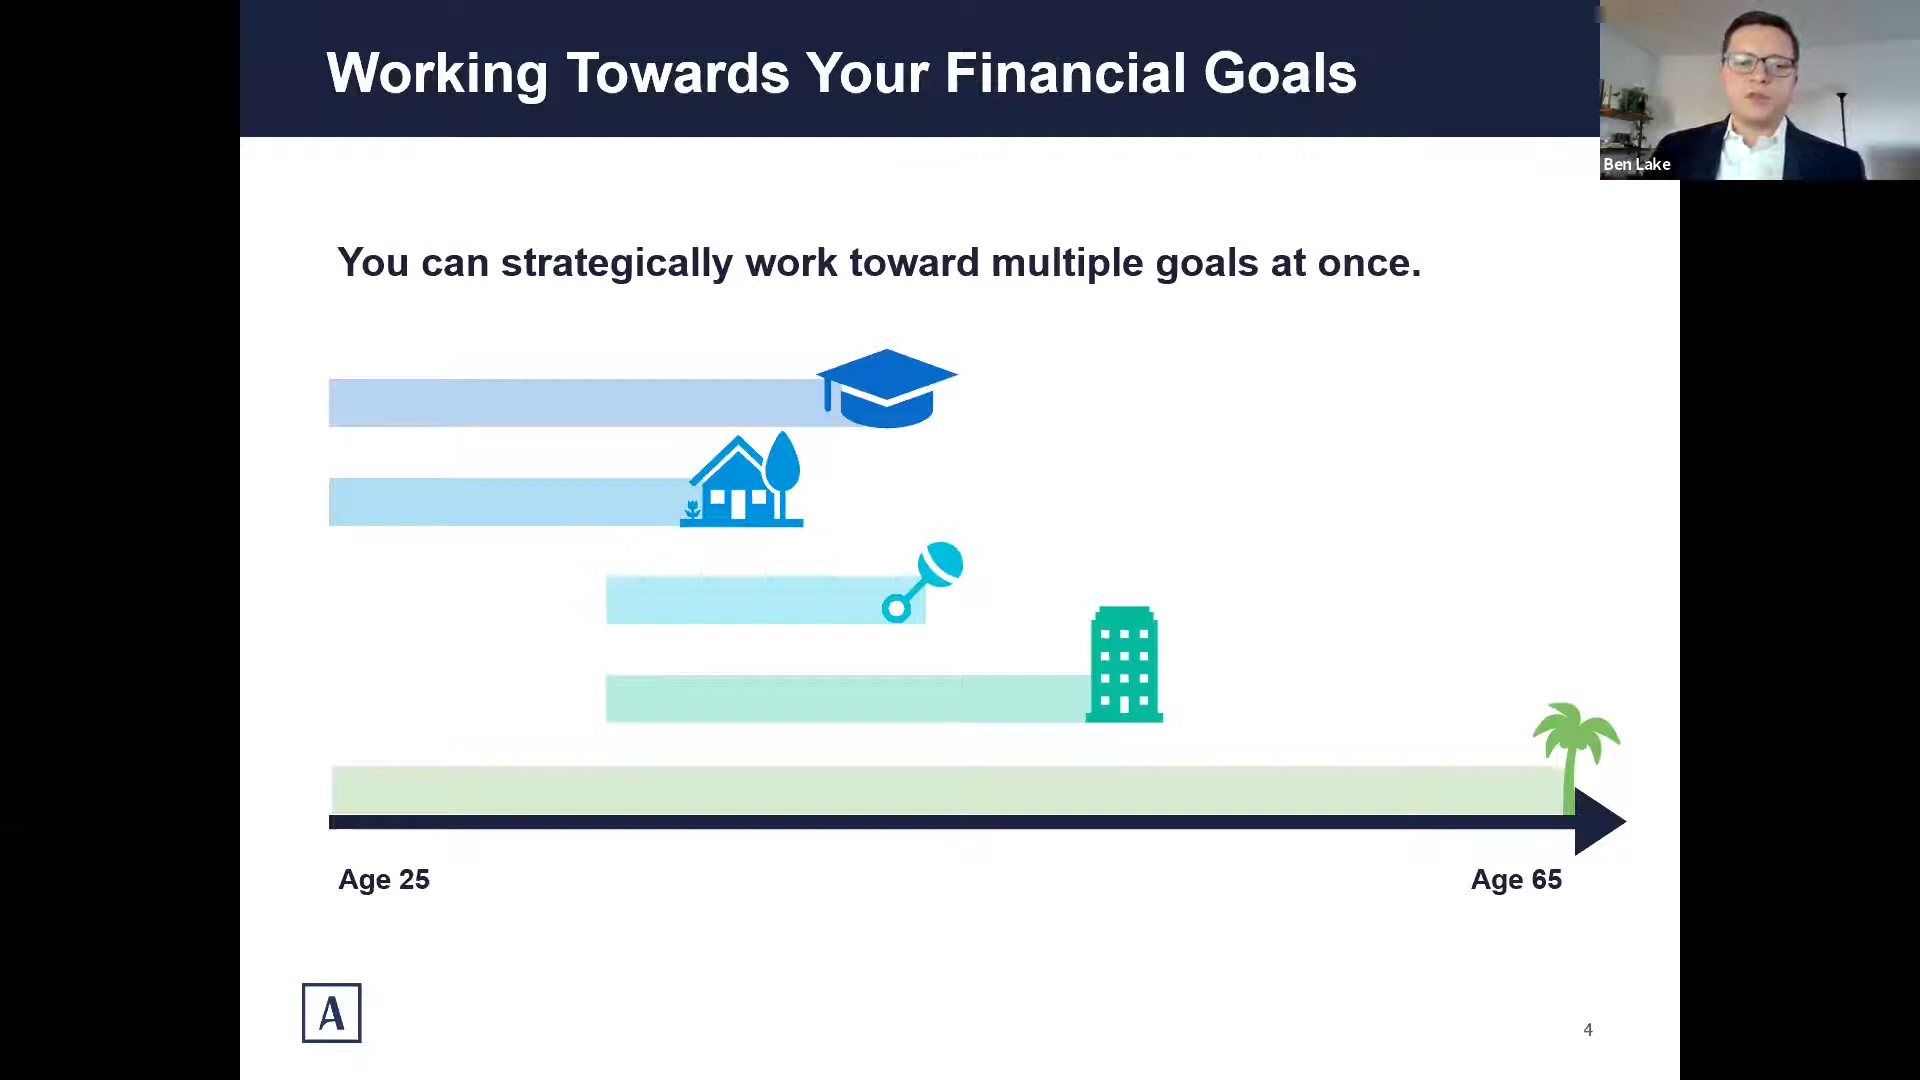 Working Towards Your Financial Goals
Ben Lake
You can strategically work toward multiple goals at once.
Age 25
Age 65
A
4